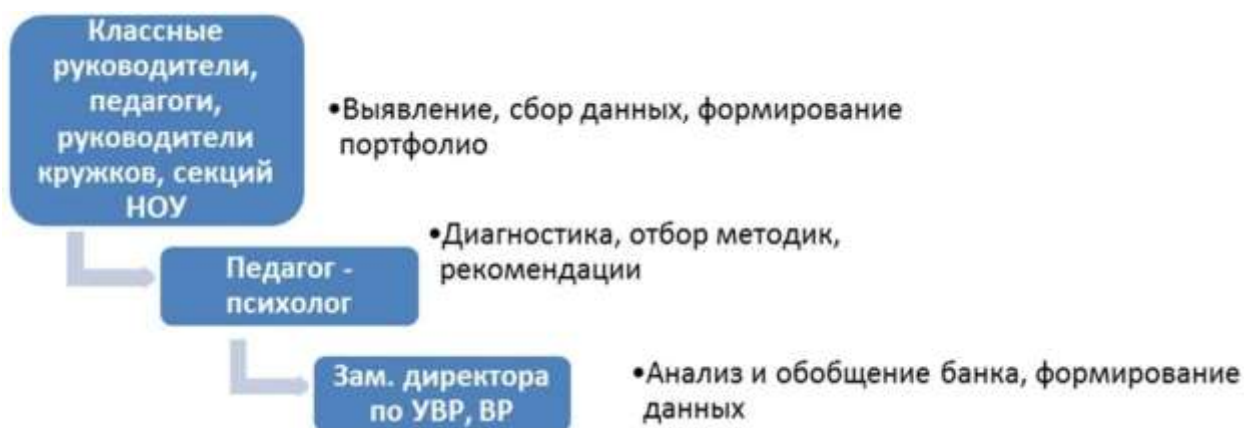 Классные
руководители,
педагоги,
руководители
кружков, секций
НОУ
•Выявление, сбор данных, формирование
портфолио
Педагог -
психолог
•Диагностика, отбор методик,
рекомендации
Зам. директора
по УВР, ВР
•Анализ и обобщение банка, формирование
данных